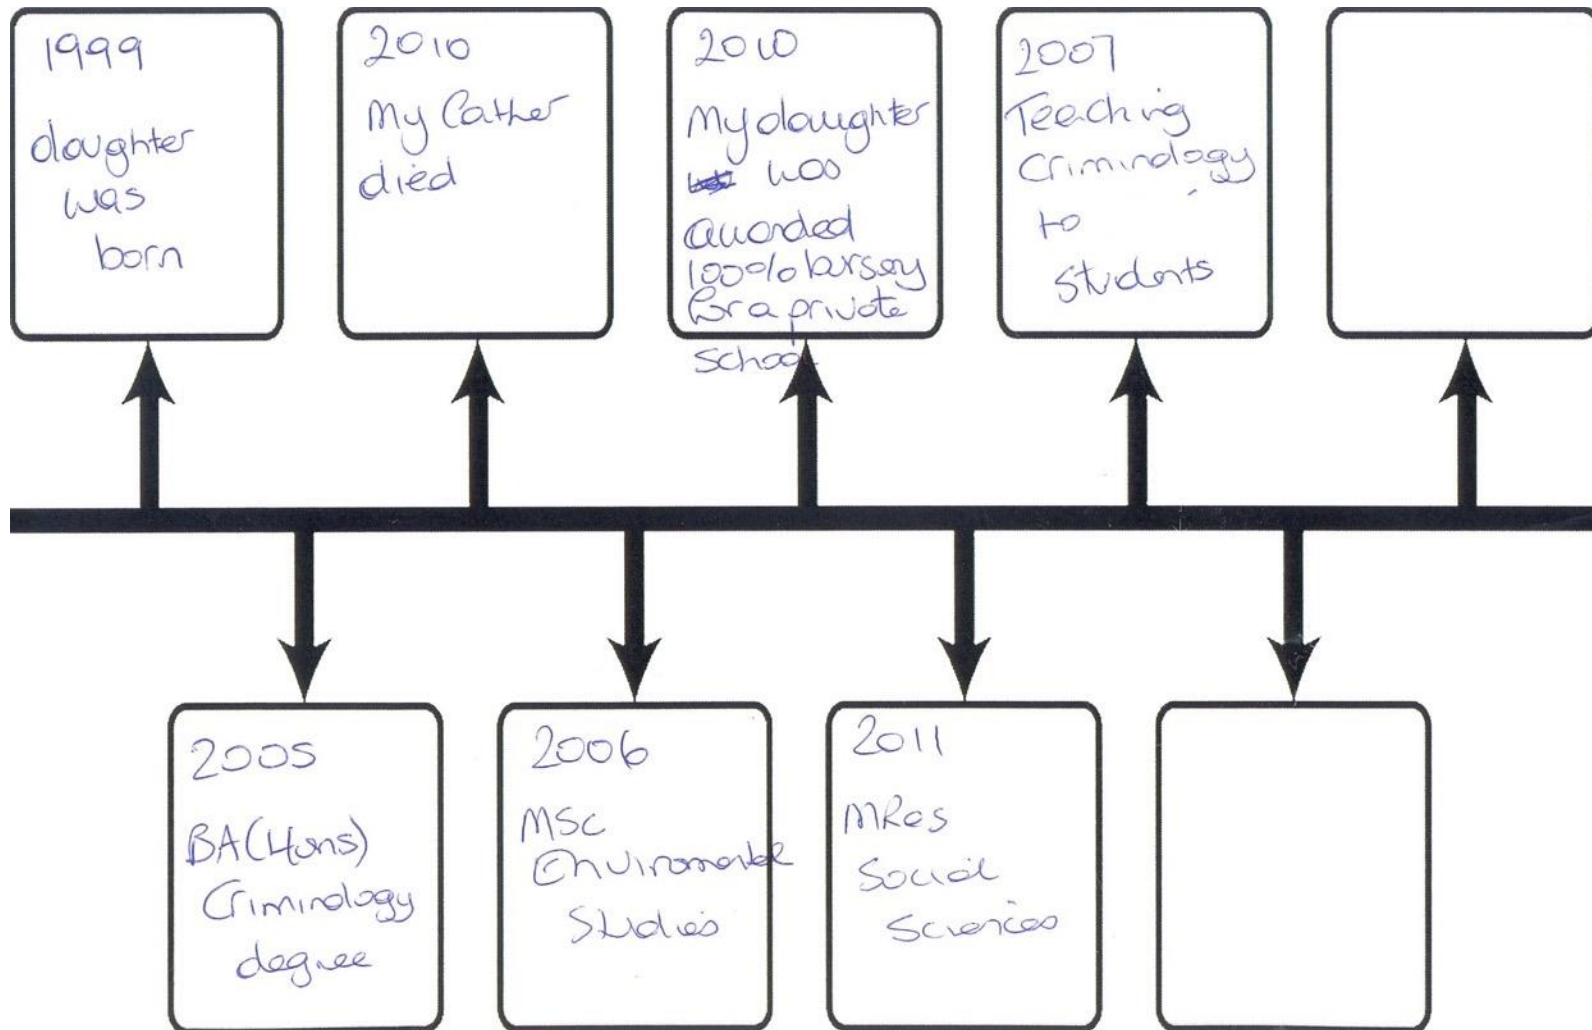 1999
daughter
was
born
2010
My father
died
2010
My daughter
was
awarded
100% bursary
for a private
school
2007
Teaching
Criminology
to
Students
2005
BA (Hons)
Criminology
degree
2006
MSc
Enviromental
Studies
2011
MRes
Social
Sciences